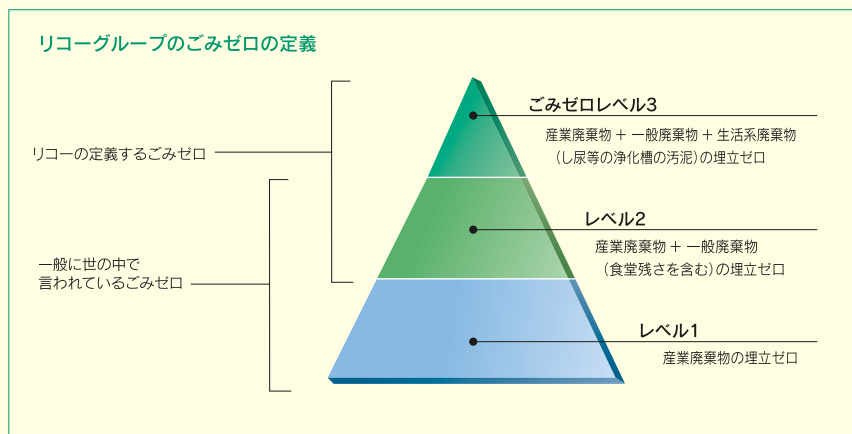 リコーグループのごみゼロの定義
ごみゼロレベル3
産業廃棄物 + 一般廃棄物 + 生活系廃棄物
(し尿等の浄化槽の汚泥)の埋立ゼロ
リコーの定義するごみゼロ
レベル2
産業廃棄物 + 一般廃棄物
(食堂残さを含む)の埋立ゼロ
一般に世の中で
言われているごみゼロ
レベル1
産業廃棄物の埋立ゼロ